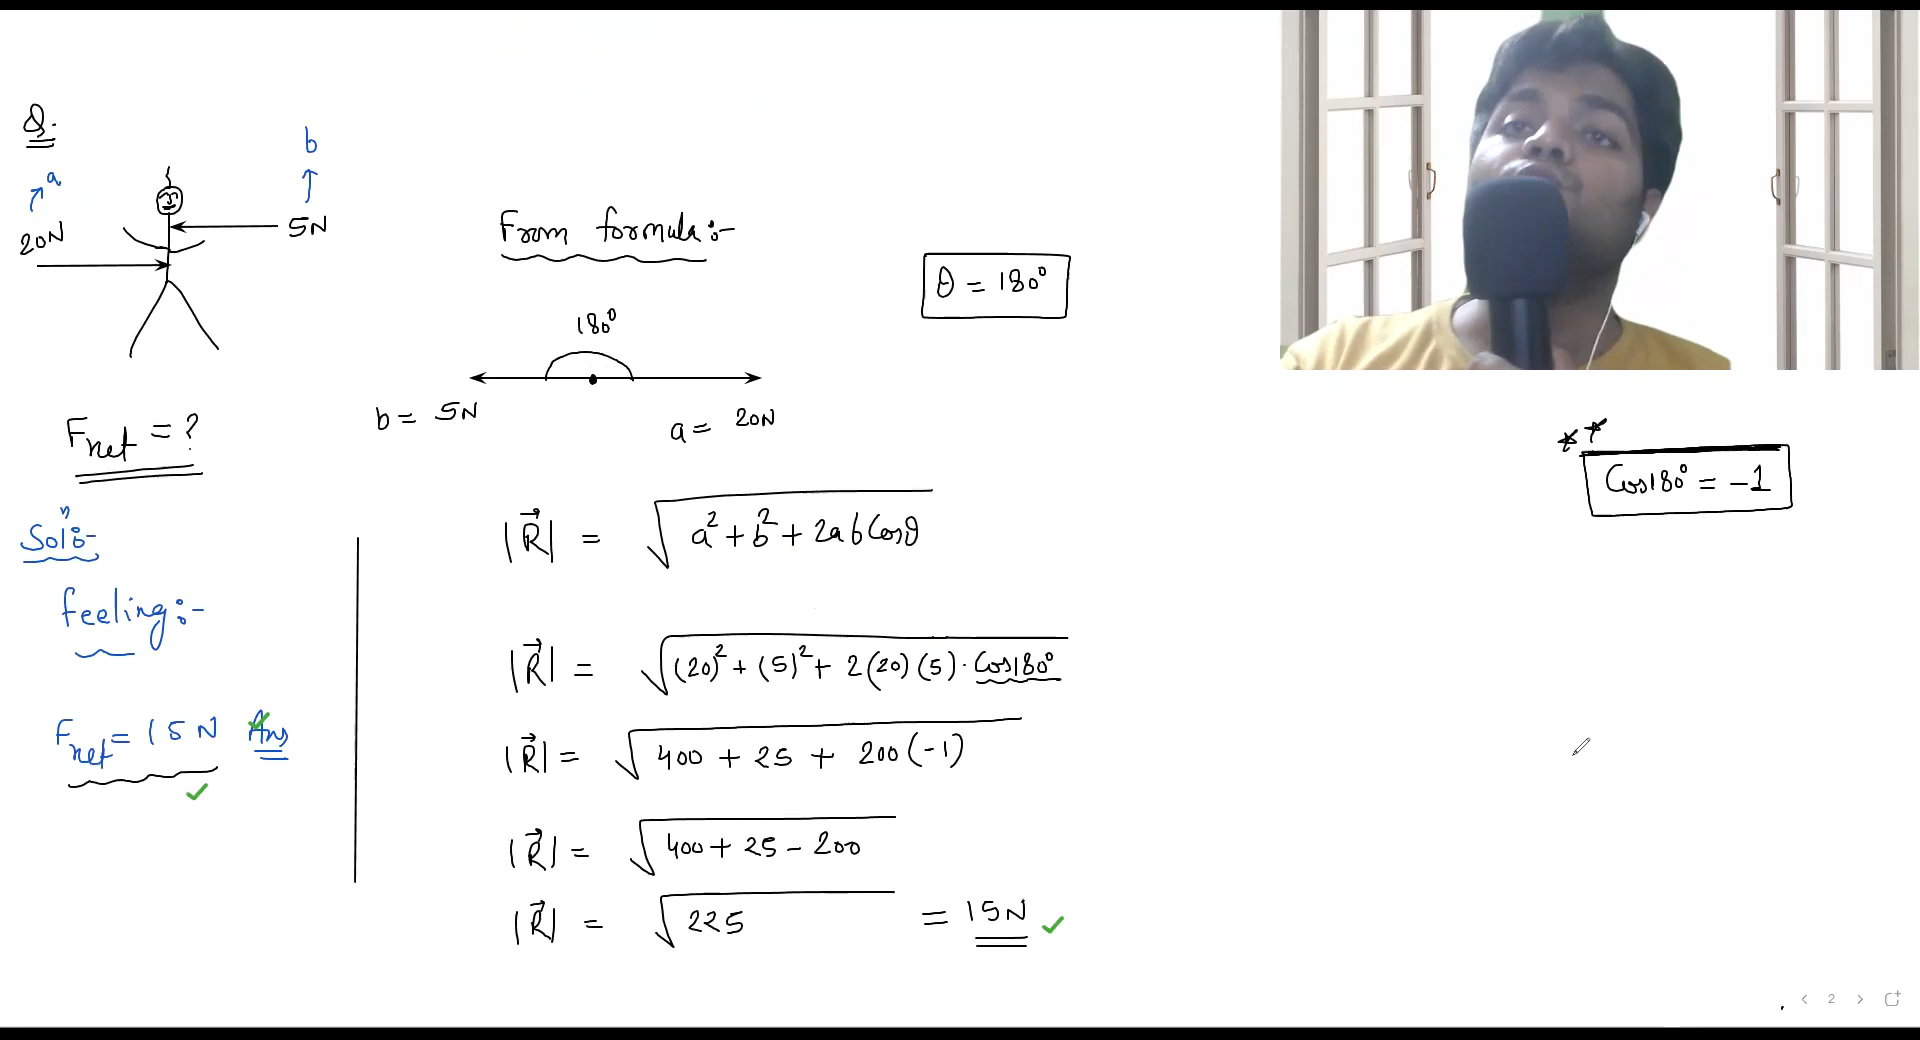 Q.
a
b
20N
5N
Fnet = ?
Solⁿ:-
feeling:-
Fnet = 15N Ans
From formula:-
θ = 180°
180°
b = 5N
a = 20N
|R⃗| = √(a² + b² + 2ab Cosθ)
|R⃗| = √((20)² + (5)² + 2(20)(5)·Cos180°)
|R⃗| = √(400 + 25 + 200(-1))
|R⃗| = √(400 + 25 - 200)
|R⃗| = √225 = 15N
**
Cos180° = -1
2